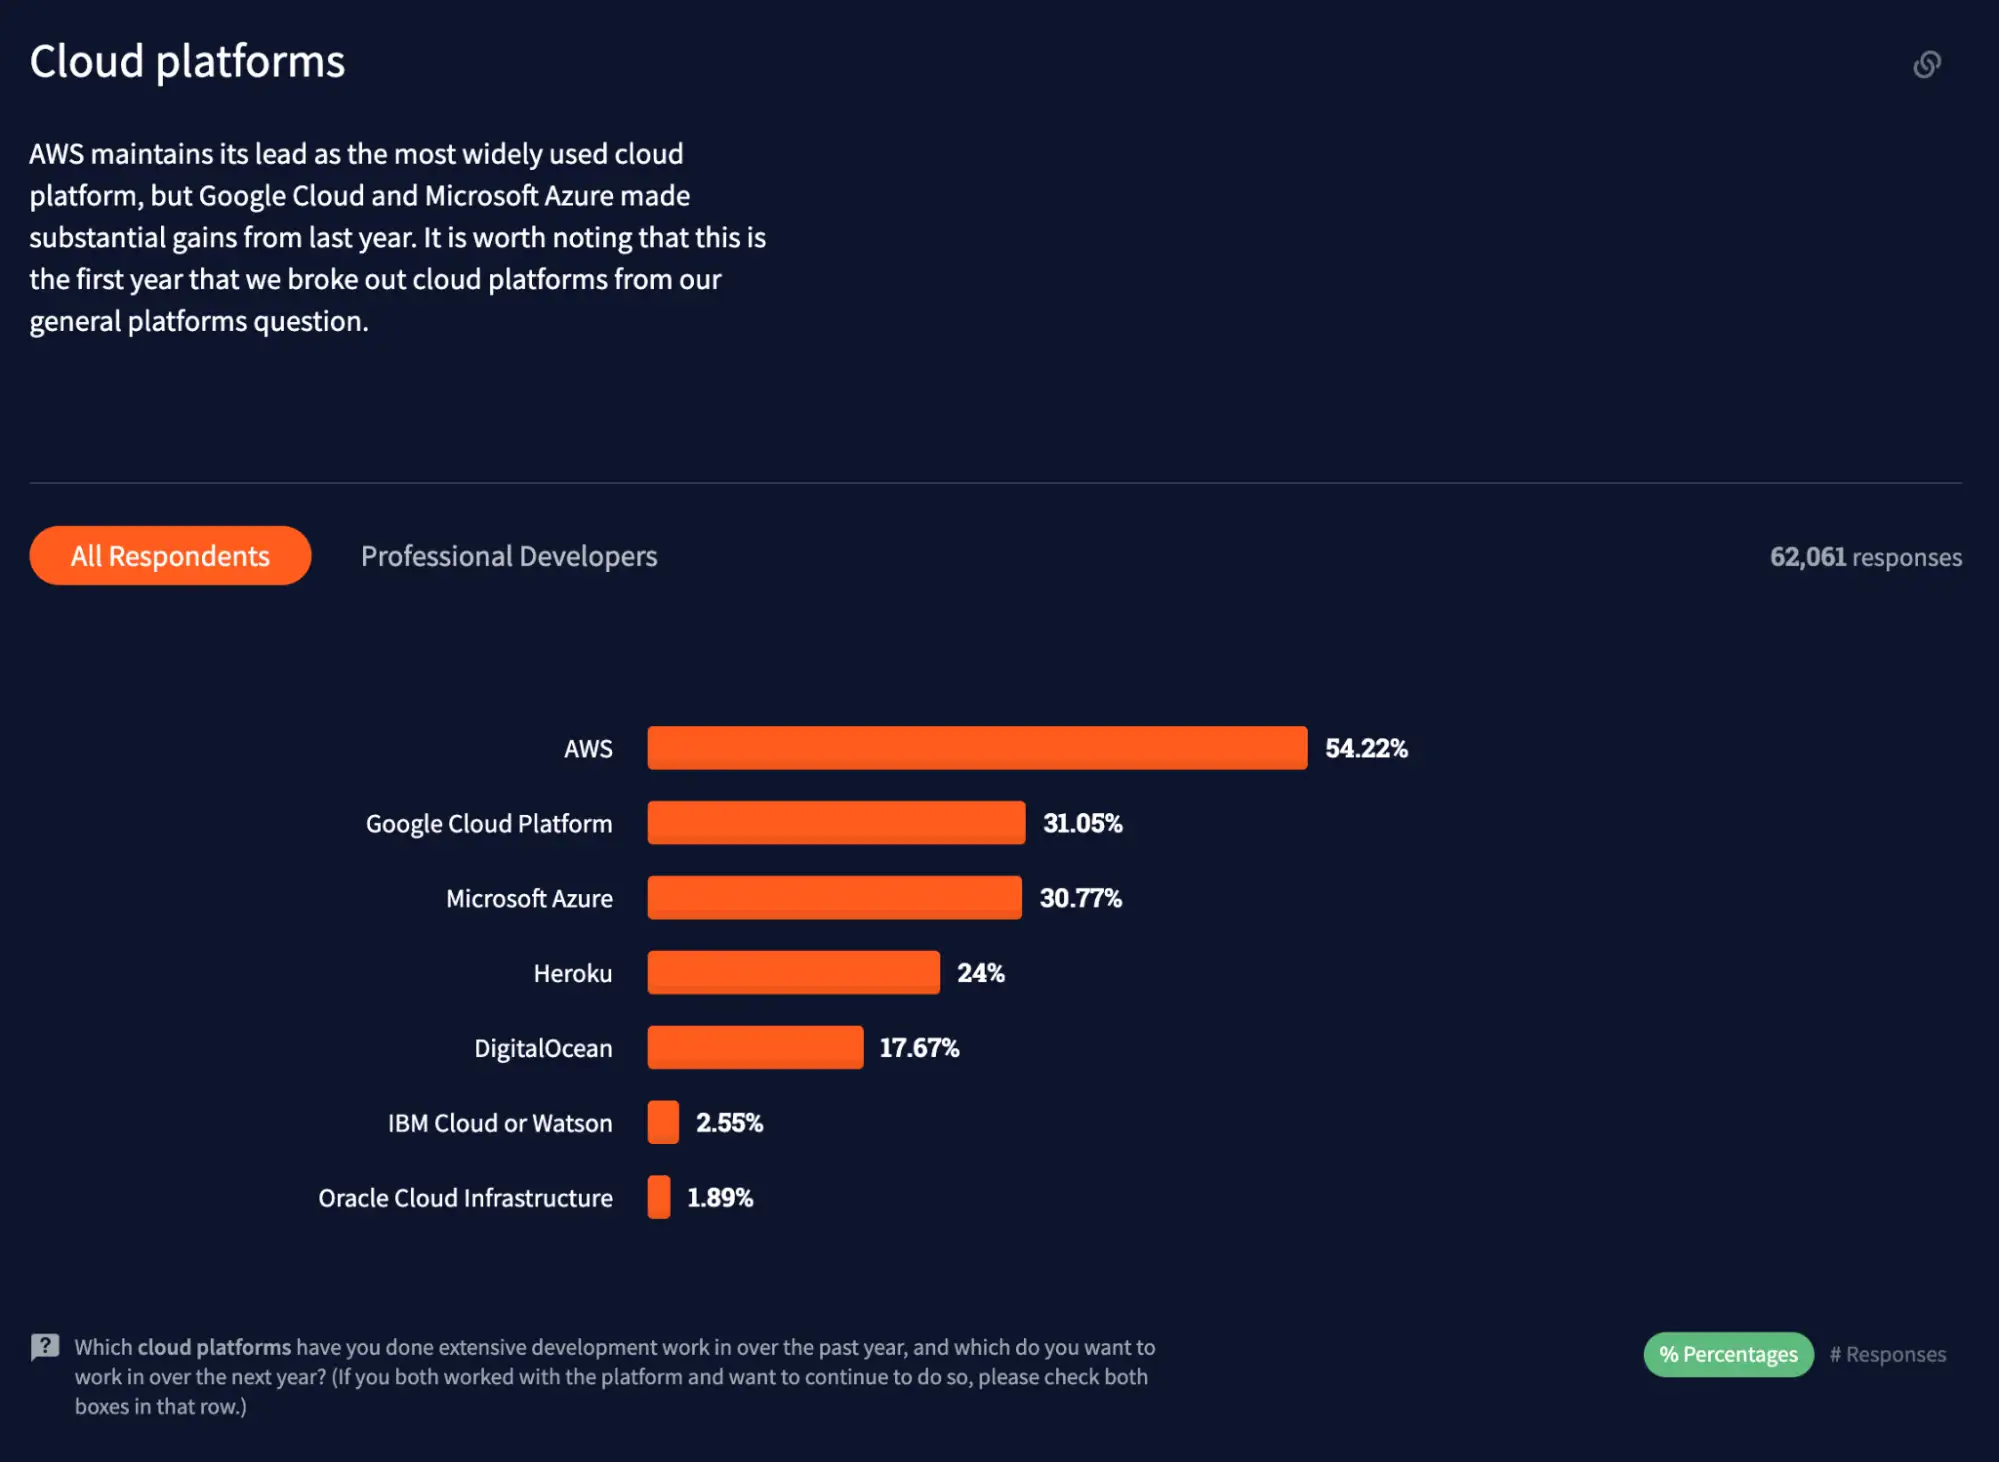 Cloud platforms
AWS maintains its lead as the most widely used cloud
platform, but Google Cloud and Microsoft Azure made
substantial gains from last year. It is worth noting that this is
the first year that we broke out cloud platforms from our
general platforms question.
All Respondents
Professional Developers
62,061 responses
AWS 54.22%
Google Cloud Platform 31.05%
Microsoft Azure 30.77%
Heroku 24%
DigitalOcean 17.67%
IBM Cloud or Watson 2.55%
Oracle Cloud Infrastructure 1.89%
? Which cloud platforms have you done extensive development work in over the past year, and which do you want to
work in over the next year? (If you both worked with the platform and want to continue to do so, please check both
boxes in that row.)
% Percentages
# Responses